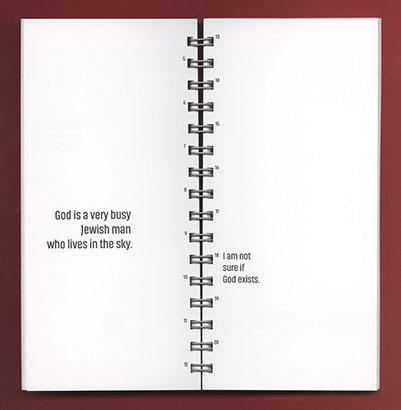 5
6
7
8
God is a very busy
Jewish man
9
who lives in the sky.
10
11
12
13
14
15
16
17
18 I am not
sure if
God exists.
19
20